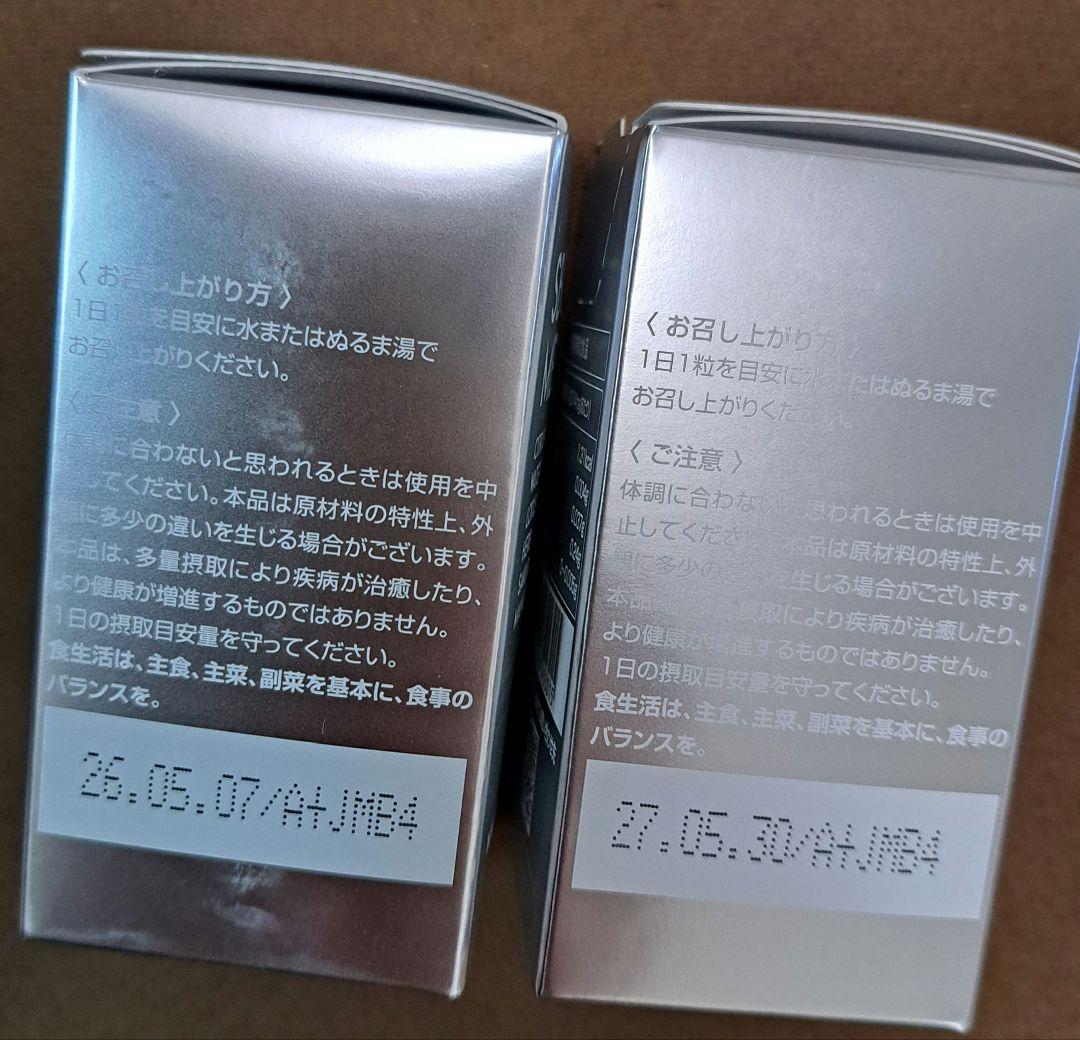 〈お召し上がり方〉
1日1粒を目安に水またはぬるま湯で
お召し上がりください。
〈ご注意〉
体調に合わないと思われるときは使用を中
してください。本品は原材料の特性上、外
に多少の違いを生じる場合がございます。
本品は、多量摂取により疾病が治癒したり、
より健康が増進するものではありません。
1日の摂取目安量を守ってください。
食生活は、主食、主菜、副菜を基本に、食事の
バランスを。
26.05.07/A+JMB4
〈お召し上がり方
1日1粒を目安に水またはぬるま湯で
お召し上がりください。
〈ご注意〉
体調に合わな 思われるときは使用を中
止してくださ 本品は原材料の特性上、外
観に多少の 生じる場合がございます。
本品 取により疾病が治癒したり、
より健康が増進するものではありません。
1日の摂取目安量を守ってください。
食生活は、主食、主菜、副菜を基本に、食事の
バランスを。
27.05.30/A+JMB4